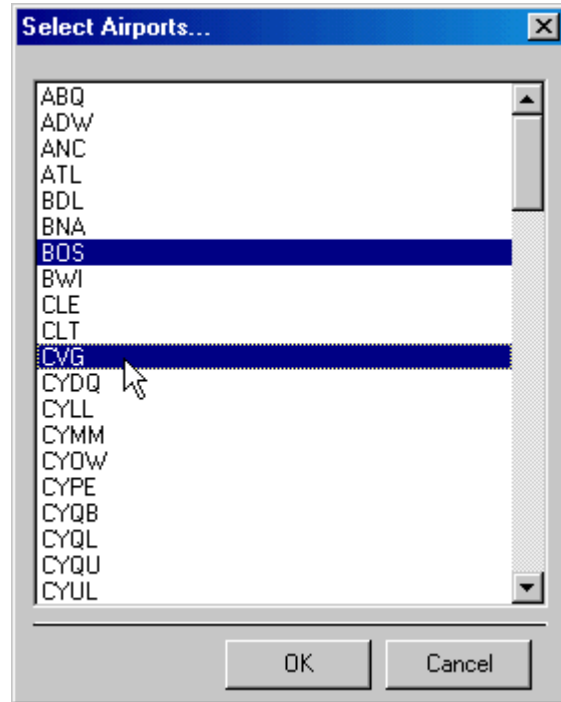 Select Airports...
ABQ
ADW
ANC
ATL
BDL
BNA
BOS
BWI
CLE
CLT
CVG
CYDQ
CYLL
CYMM
CYOW
CYPE
CYQB
CYQL
CYQU
CYUL
OK Cancel